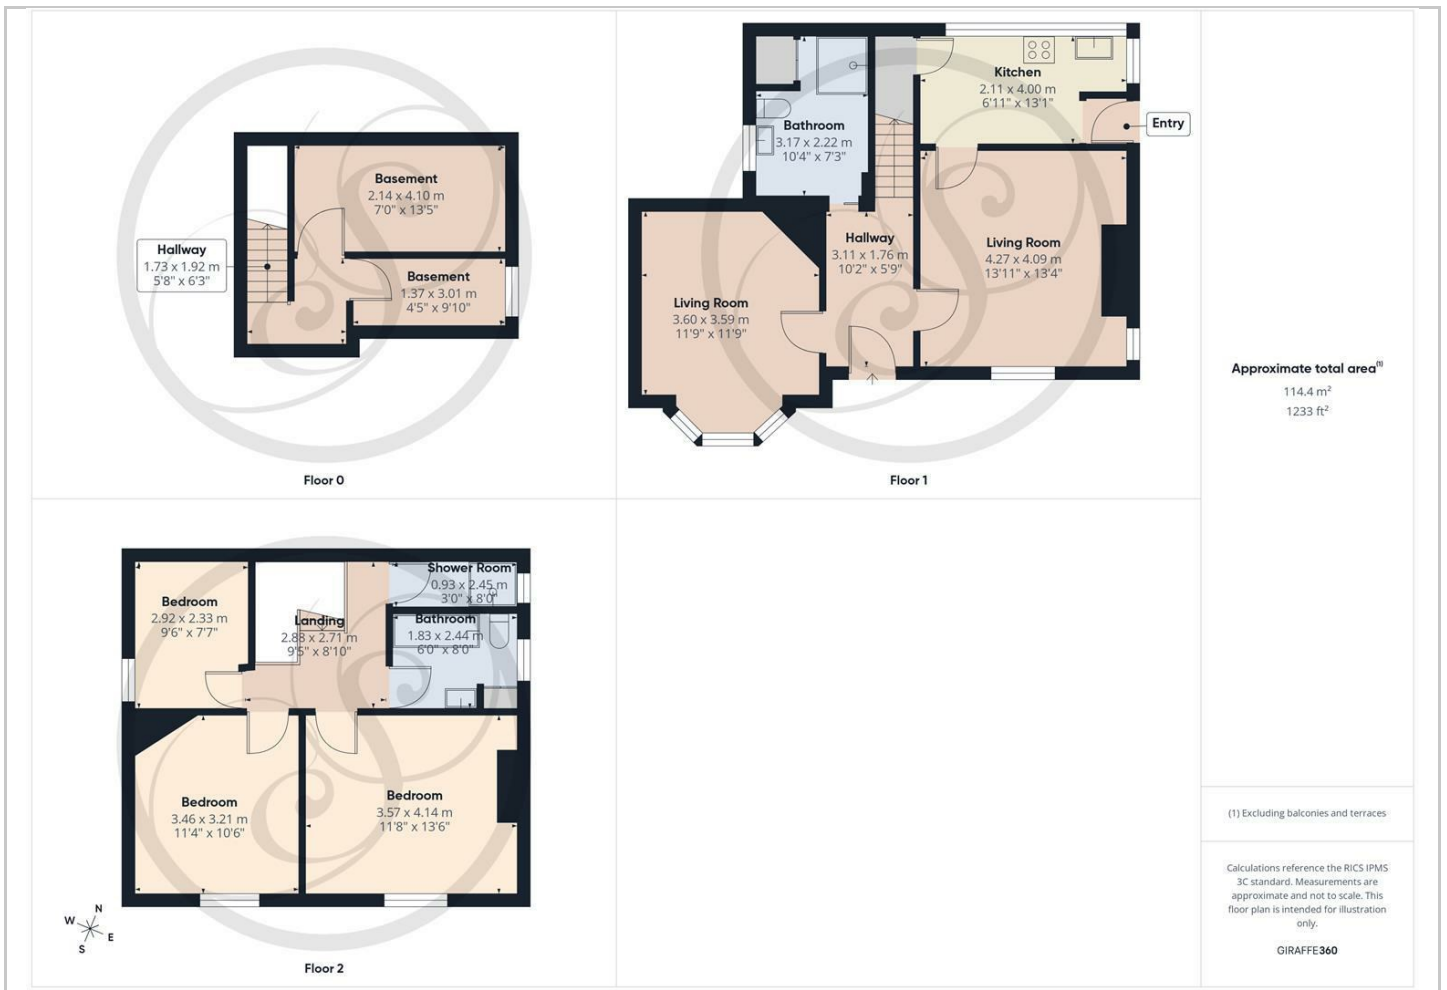 Basement
2.14 x 4.10 m
7'0" x 13'5"
Hallway
1.73 x 1.92 m
5'8" x 6'3"
Basement
1.37 x 3.01 m
4'5" x 9'10"
Floor 0
Kitchen
2.11 x 4.00 m
6'11" x 13'1"
Entry
Bathroom
3.17 x 2.22 m
10'4" x 7'3"
Hallway
3.11 x 1.76 m
10'2" x 5'9"
Living Room
4.27 x 4.09 m
13'11" x 13'4"
Living Room
3.60 x 3.59 m
11'9" x 11'9"
Floor 1
Approximate total area(1)
114.4 m²
1233 ft²
Shower Room
0.93 x 2.45 m
3'0" x 8'0"
Bedroom
2.92 x 2.33 m
9'6" x 7'7"
Landing
2.88 x 2.71 m
9'5" x 8'10"
Bathroom
1.83 x 2.44 m
6'0" x 8'0"
Bedroom
3.46 x 3.21 m
11'4" x 10'6"
Bedroom
3.57 x 4.14 m
11'8" x 13'6"
N
W
E
S
Floor 2
(1) Excluding balconies and terraces
Calculations reference the RICS IPMS
3C standard. Measurements are
approximate and not to scale. This
floor plan is intended for illustration
only.
GIRAFFE360